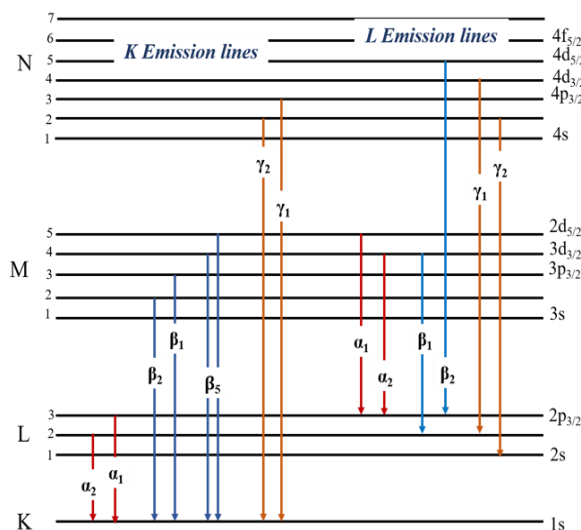 7
6
5
4
3
2
1
N
K Emission lines
L Emission lines
4f5/2
4d5/2
4d3/2
4p3/2
4s
γ2
γ1
γ1
γ2
5
4
3
2
1
M
2d5/2
3d3/2
3p3/2
3s
β2
β1
β5
α1
α2
β1
β2
3
2
1
L
2p3/2
2s
α2
α1
K
1s